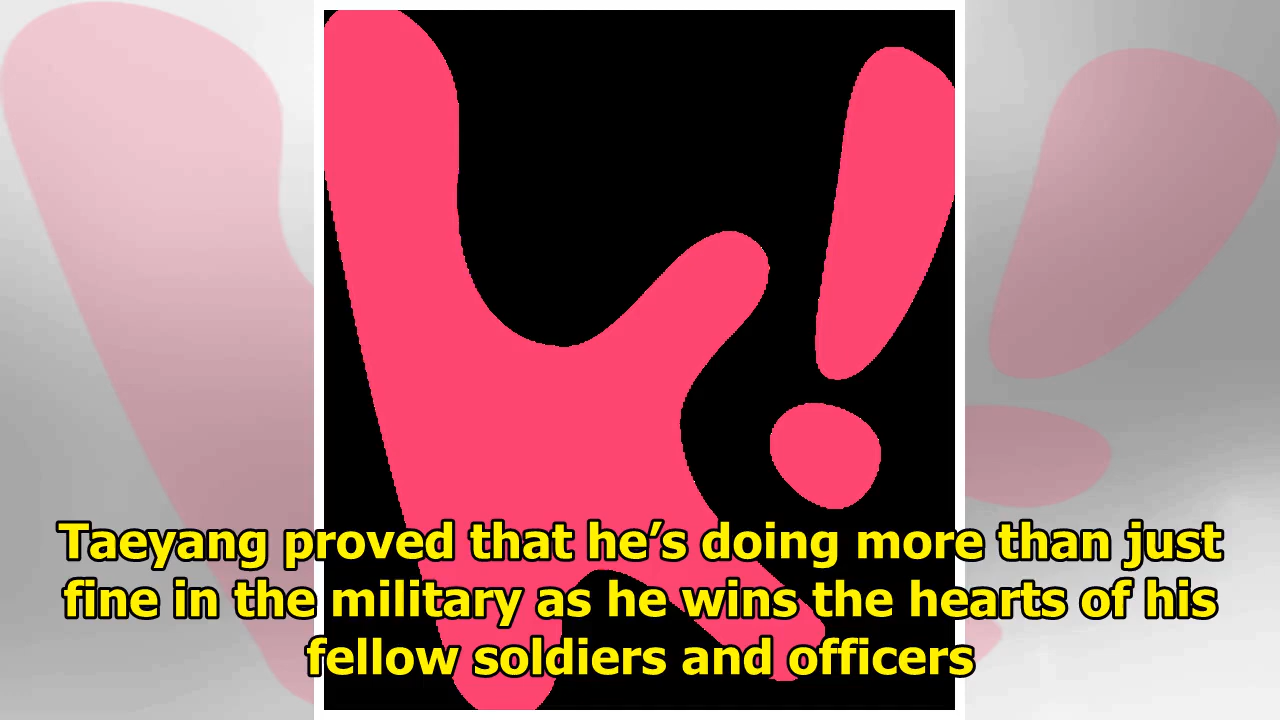 Taeyang proved that he’s doing more than just
fine in the military as he wins the hearts of his
fellow soldiers and officers